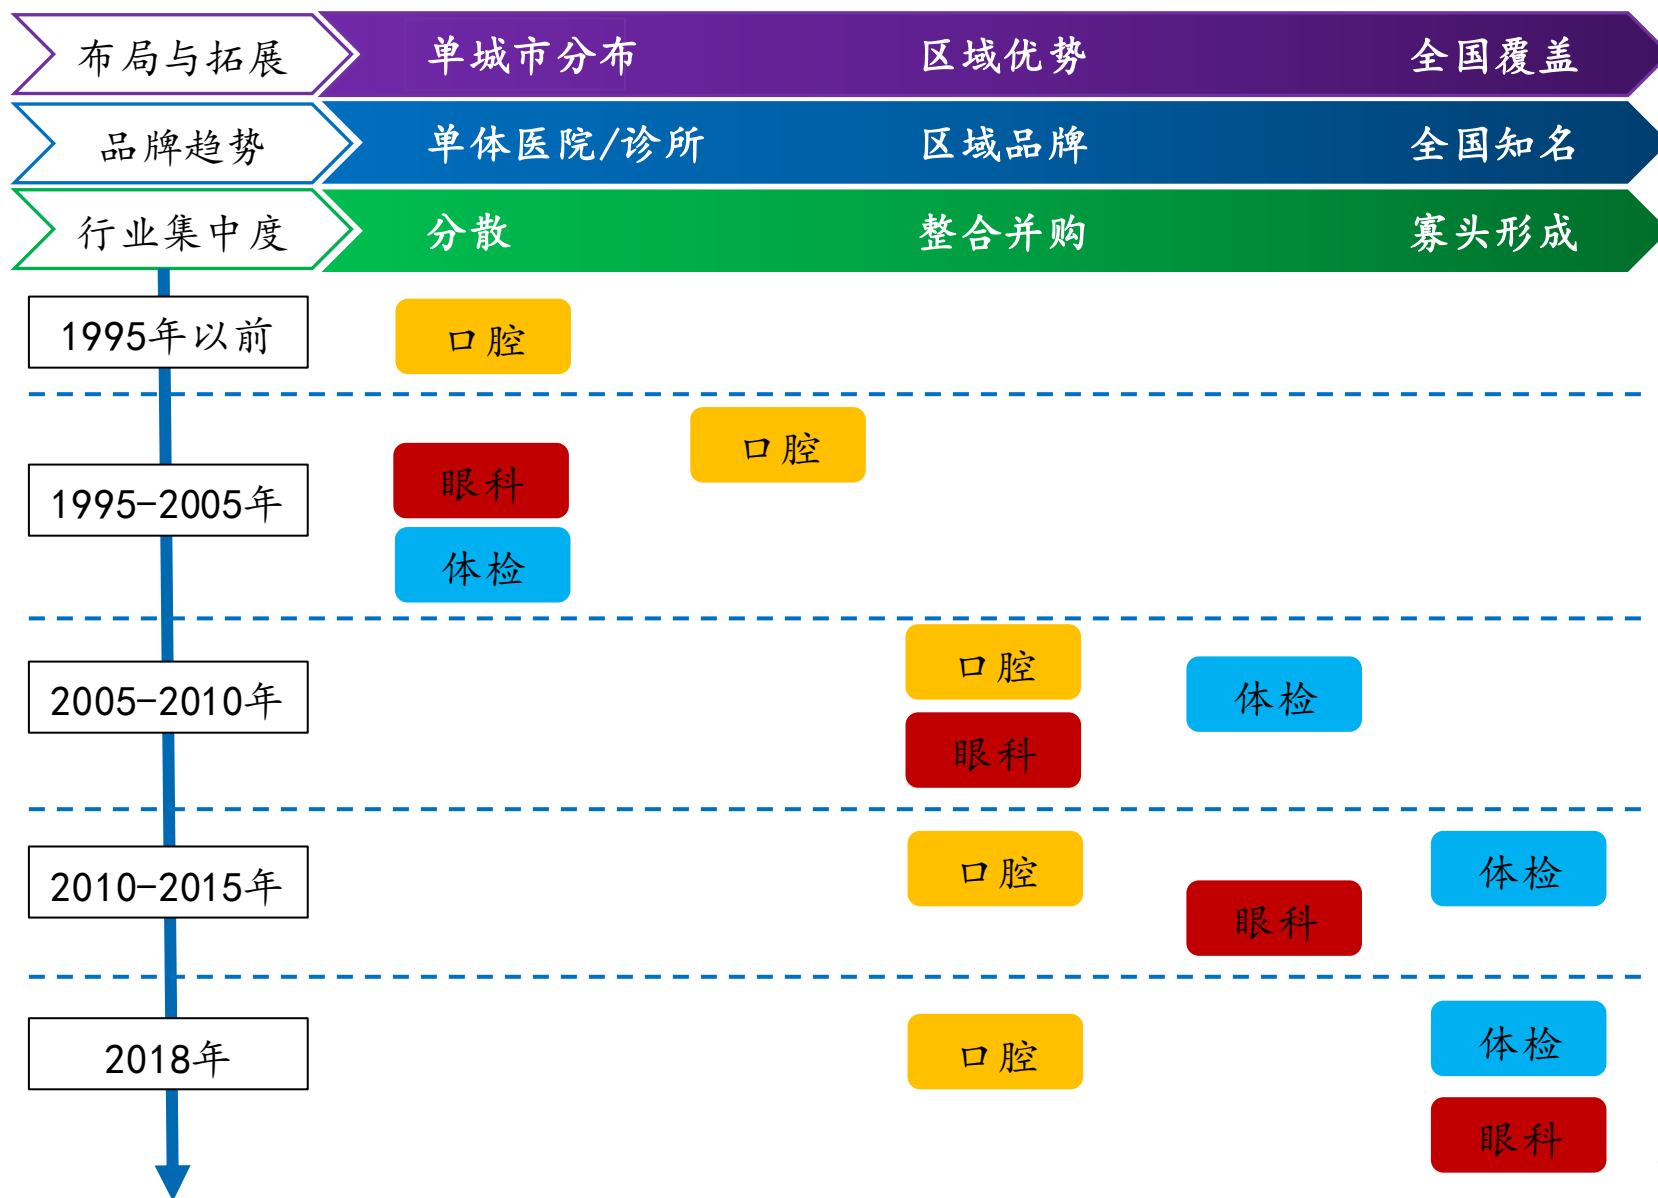 布局与拓展 单城市分布 区域优势 全国覆盖
品牌趋势 单体医院/诊所 区域品牌 全国知名
行业集中度 分散 整合并购 寡头形成
1995年以前 口腔
口腔
眼科
1995-2005年
体检
口腔
2005-2010年 体检
眼科
口腔 体检
2010-2015年
眼科
体检
2018年 口腔
眼科